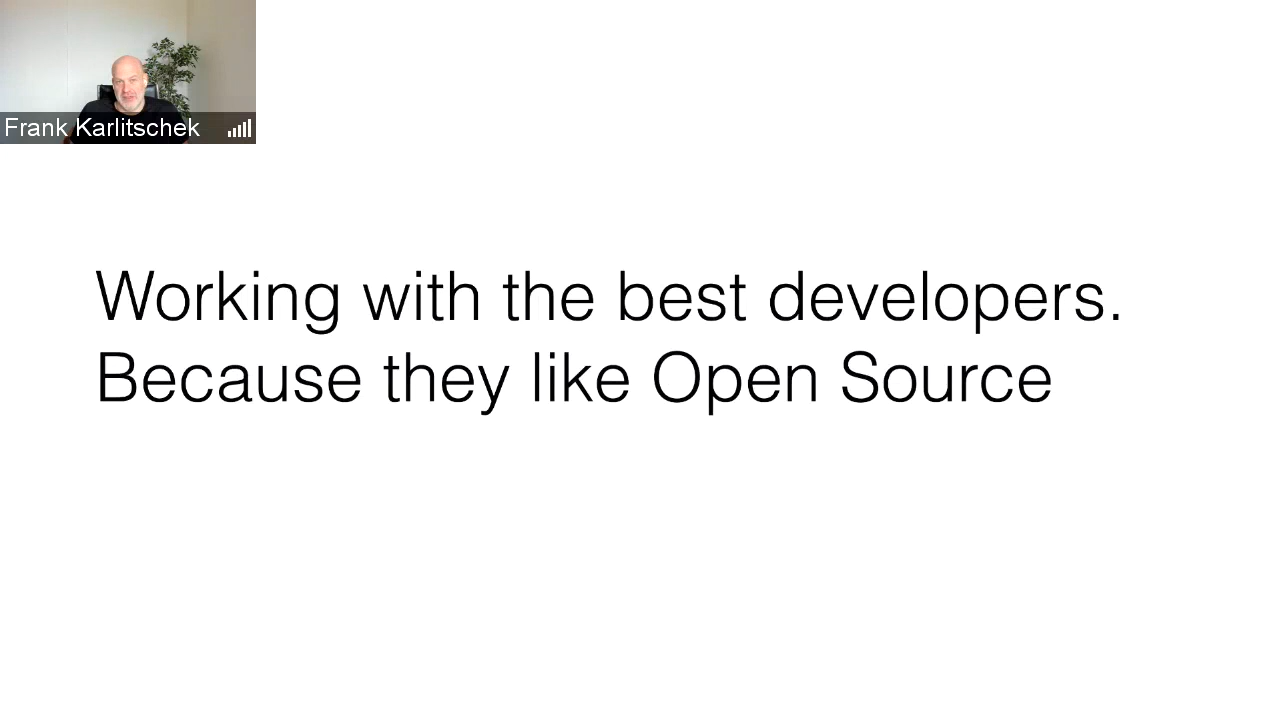 Frank Karlitschek
Working with the best developers.
Because they like Open Source